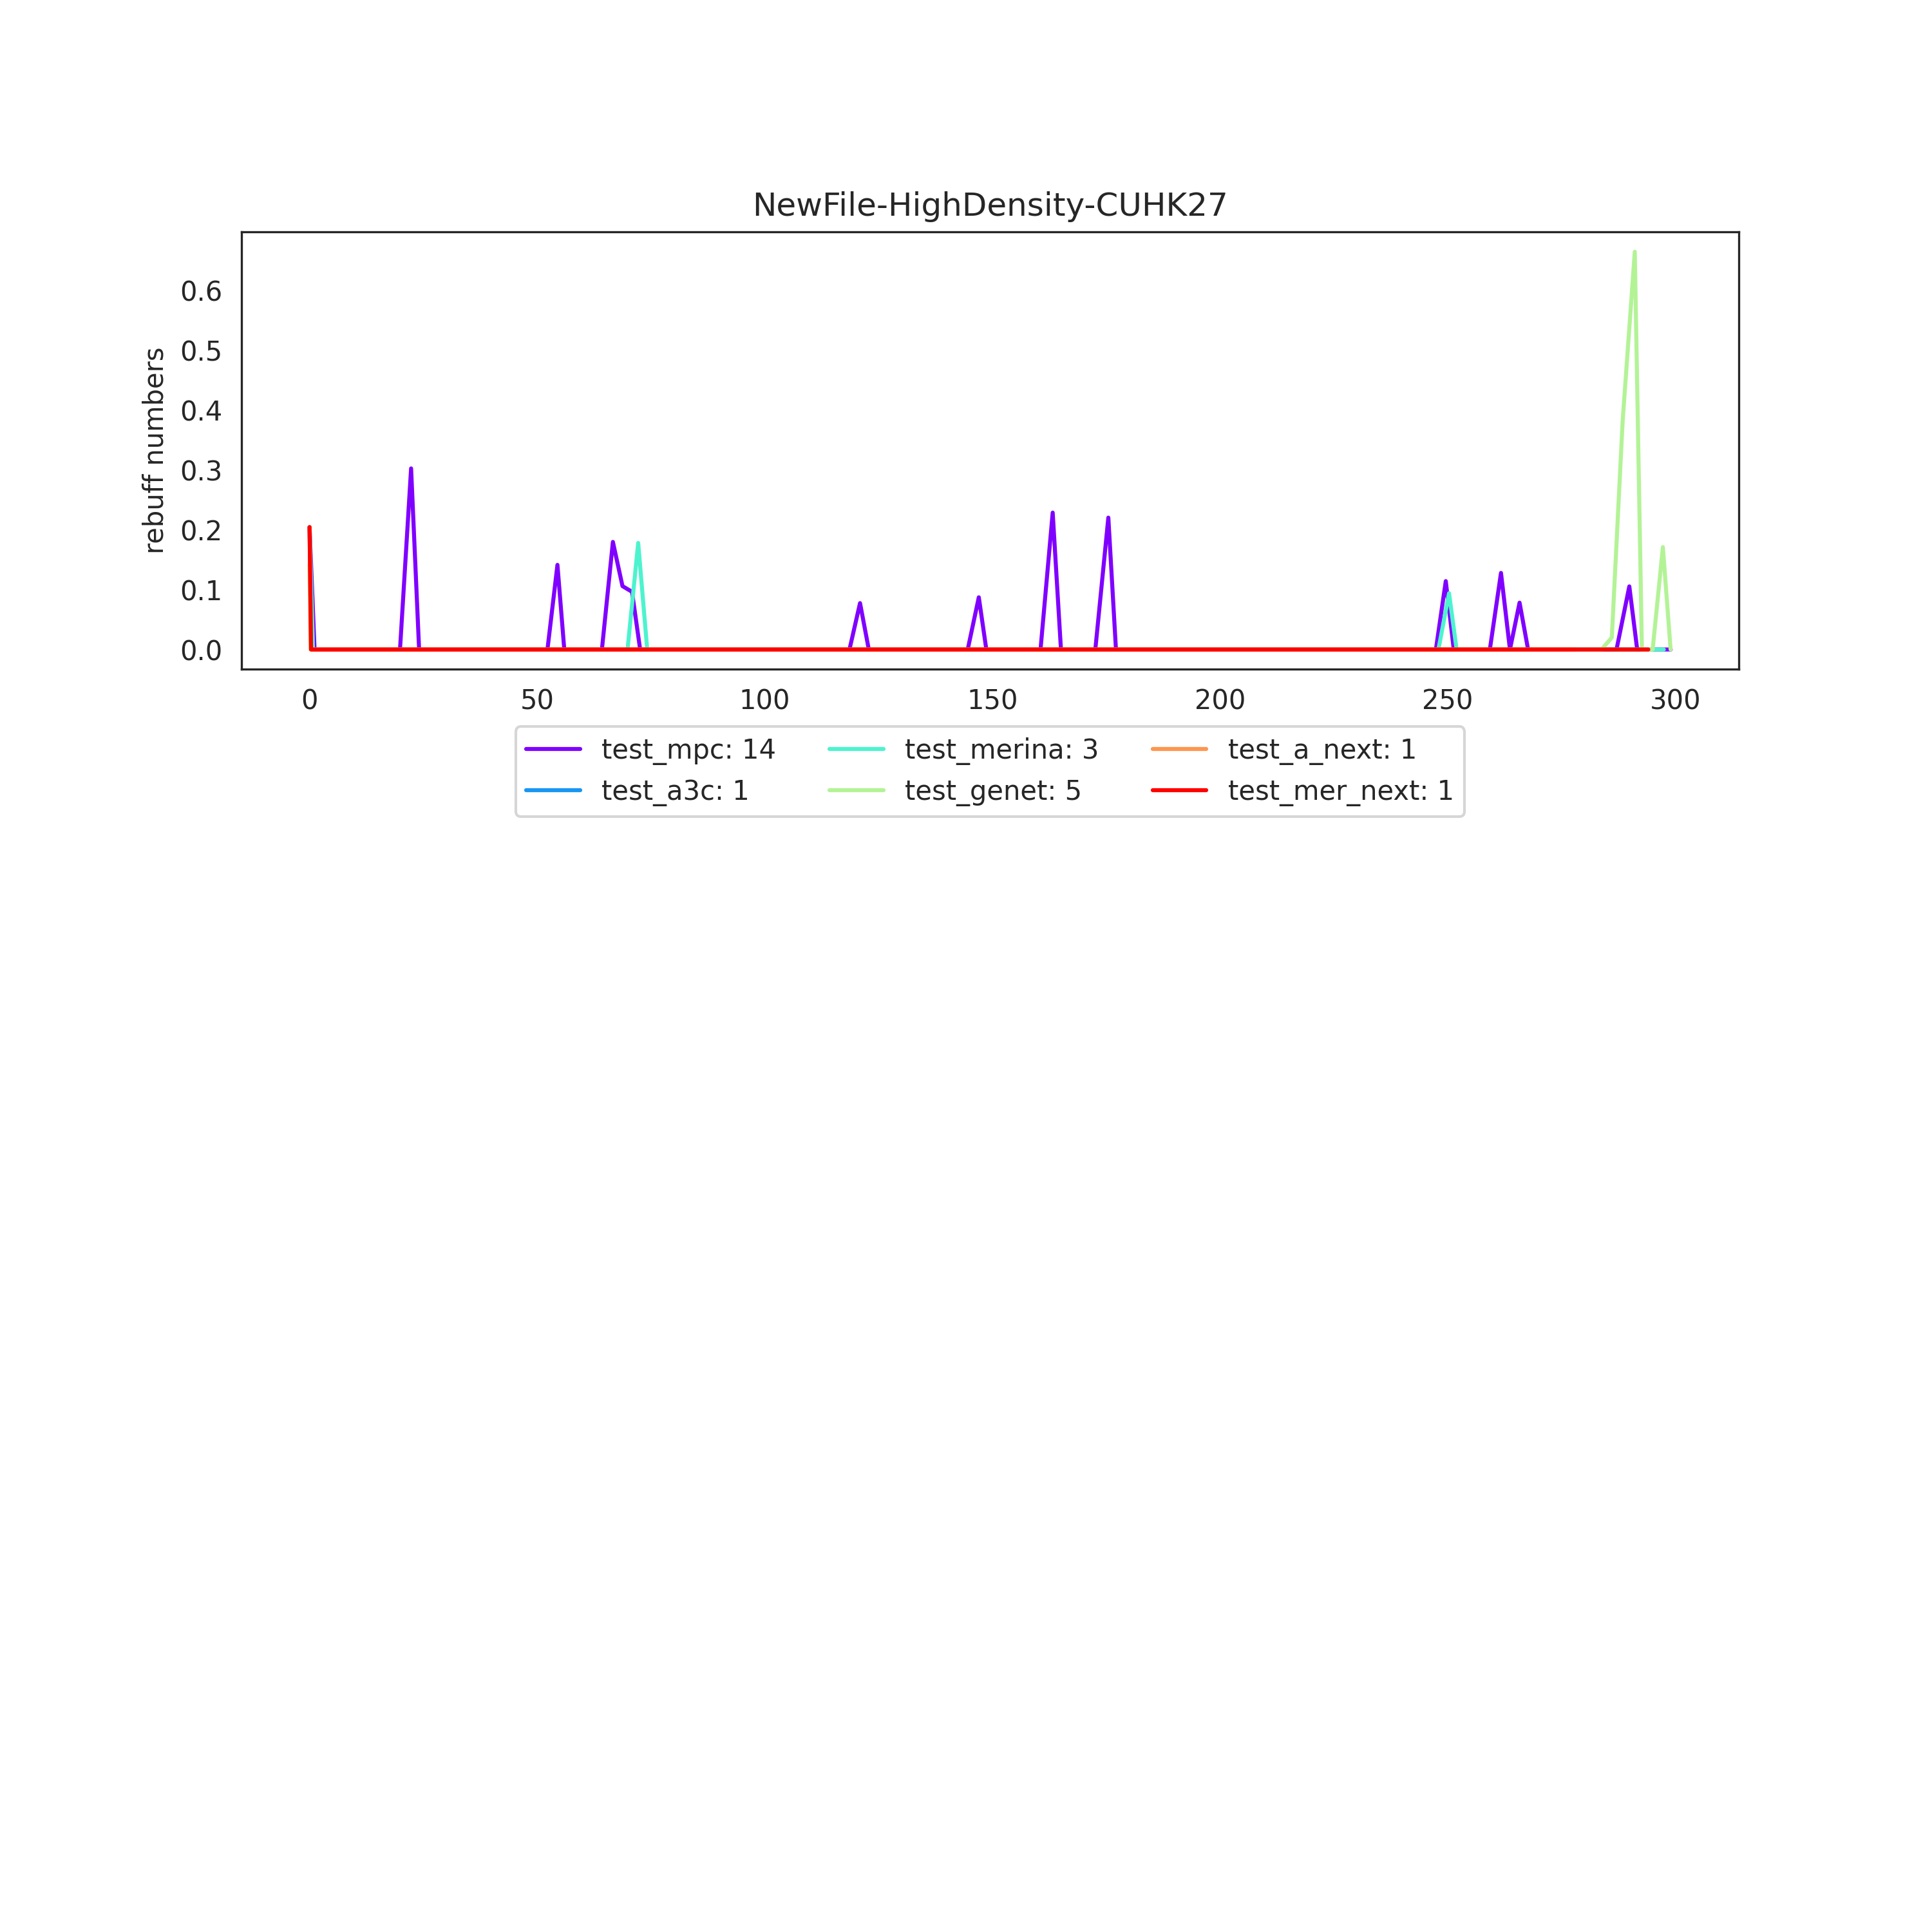 NewFile-HighDensity-CUHK27
rebuff numbers
0.6
0.5
0.4
0.3
0.2
0.1
0.0
0 50 100 150 200 250 300
test_mpc: 14 test_merina: 3 test_a_next: 1
test_a3c: 1 test_genet: 5 test_mer_next: 1